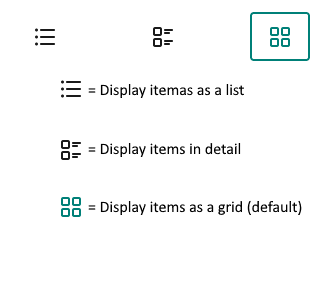 = Display itemas as a list
= Display items in detail
= Display items as a grid (default)